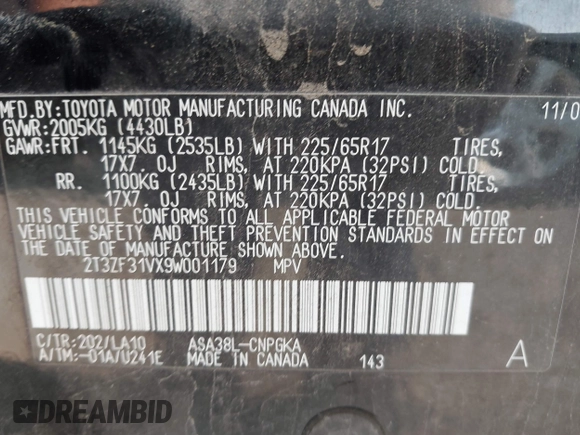 MFD.BY:TOYOTA MOTOR MANUFACTURING CANADA INC. 11/0
GVWR:2005KG (4430LB)
GAWR:FRT. 1145KG (2535LB) WITH 225/65R17 TIRES,
17X7.0J RIMS, AT 220KPA (32PSI) COLD.
RR. 1100KG (2435LB) WITH 225/65R17 TIRES,
17X7.0J RIMS, AT 220KPA (32PSI) COLD.
THIS VEHICLE CONFORMS TO ALL APPLICABLE FEDERAL MOTOR
VEHICLE SAFETY AND THEFT PREVENTION STANDARDS IN EFFECT ON
THE DATE OF MANUFACTURE SHOWN ABOVE.
2T3ZF31VX9W001179 MPV
C/TR:202/LA10 ASA38L-CNPGKA
A/TM:-01A/U241E MADE IN CANADA 143 A
DREAMBID